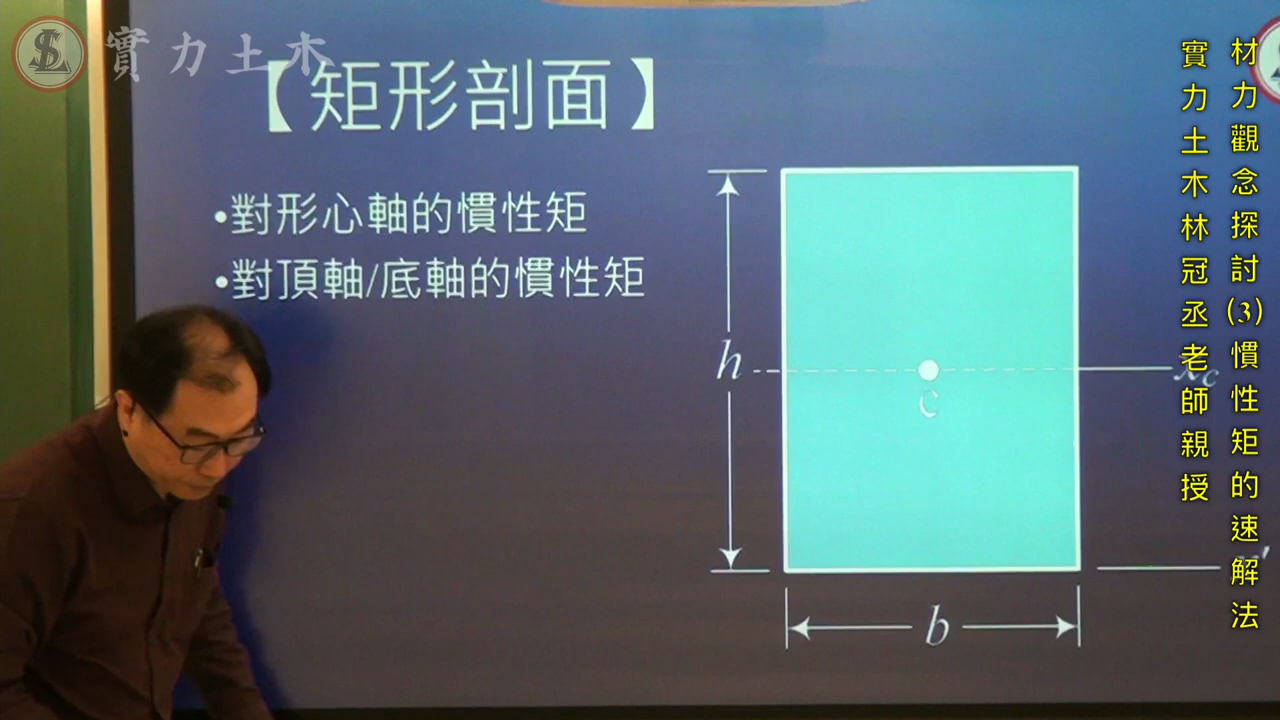 實力土木
【矩形剖面】
•對形心軸的慣性矩
•對頂軸/底軸的慣性矩
h
c
b
材力觀念探討(3)慣性矩的速解法
實力土木林冠丞老師親授